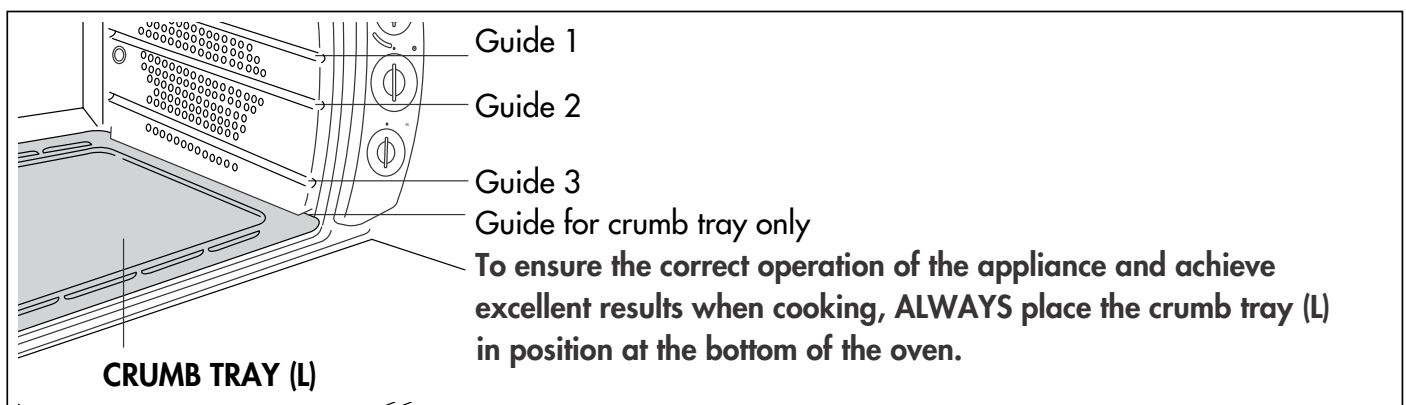 Guide 1
Guide 2
Guide 3
Guide for crumb tray only
To ensure the correct operation of the appliance and achieve
excellent results when cooking, ALWAYS place the crumb tray (L)
in position at the bottom of the oven.
CRUMB TRAY (L)